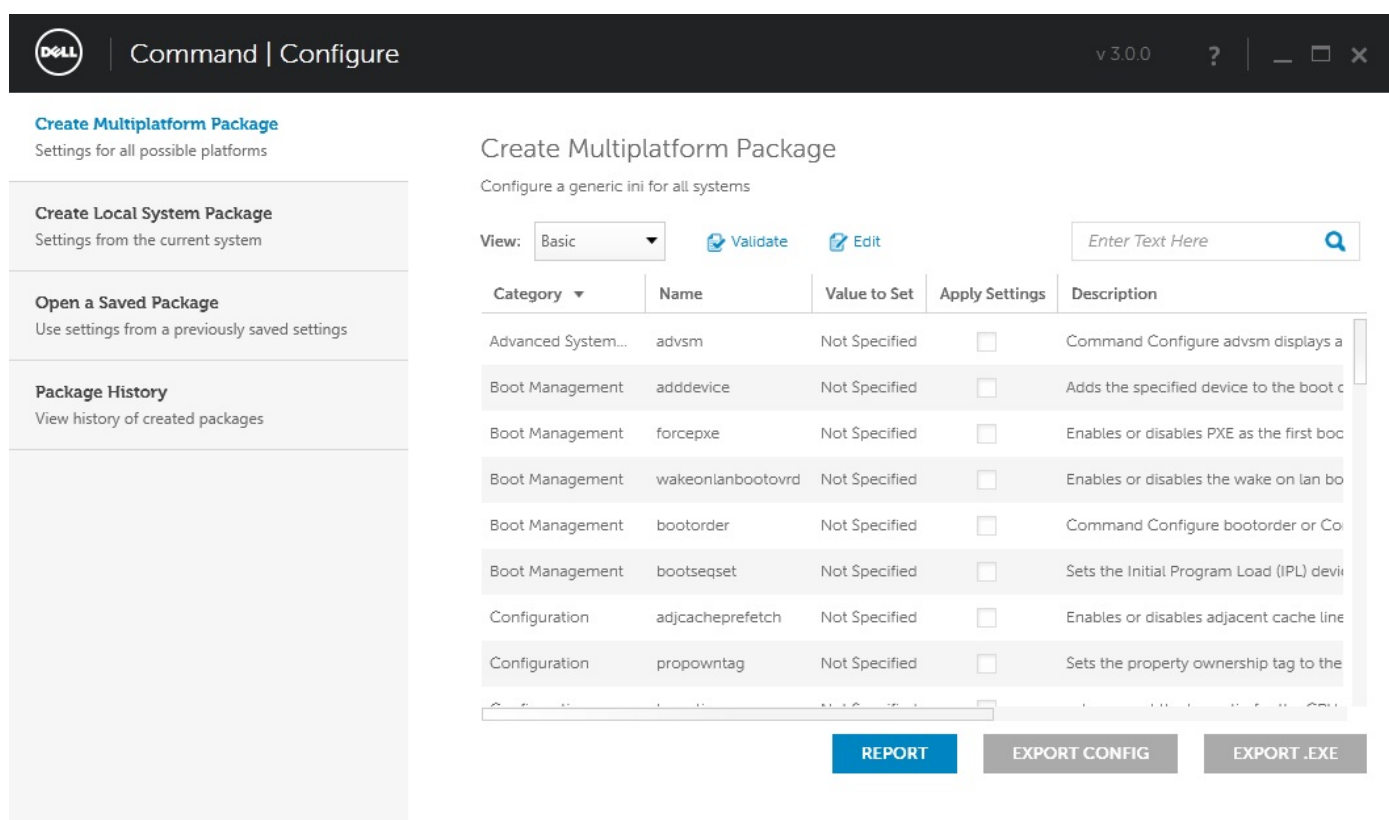 DELL Command | Configure v 3.0.0 ?
Create Multiplatform Package
Settings for all possible platforms
Create Local System Package
Settings from the current system
Open a Saved Package
Use settings from a previously saved settings
Package History
View history of created packages
Create Multiplatform Package
Configure a generic ini for all systems
View: Basic Validate Edit Enter Text Here
Category Name Value to Set Apply Settings Description
Advanced System... advsm Not Specified Command Configure advsm displays a
Boot Management adddevice Not Specified Adds the specified device to the boot
Boot Management forcepxe Not Specified Enables or disables PXE as the first boo
Boot Management wakeonlanbootovrd Not Specified Enables or disables the wake on lan bo
Boot Management bootorder Not Specified Command Configure bootorder or Co
Boot Management bootseqset Not Specified Sets the Initial Program Load (IPL) devi
Configuration adjcacheprefetch Not Specified Enables or disables adjacent cache line
Configuration propowntag Not Specified Sets the property ownership tag to the
REPORT EXPORT CONFIG EXPORT .EXE